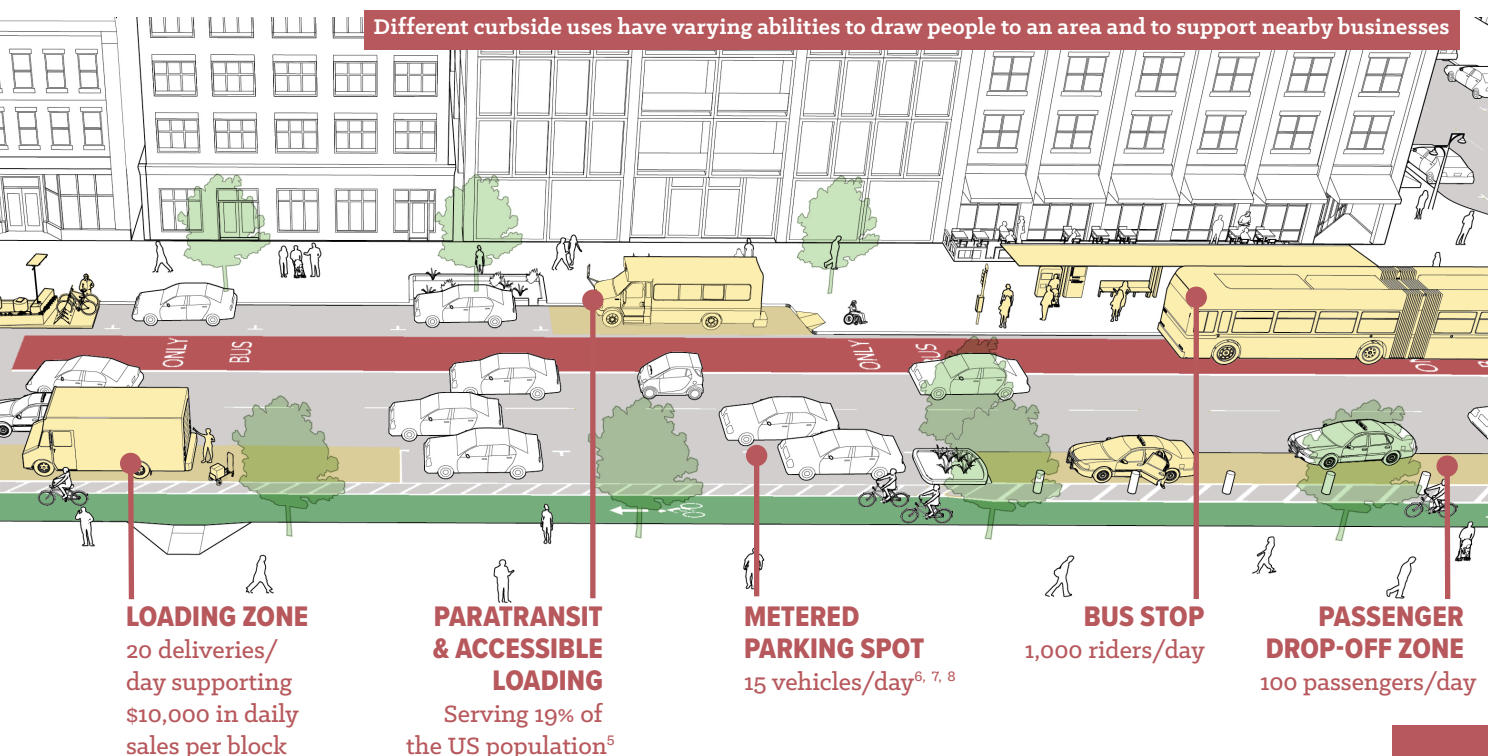 Different curbside uses have varying abilities to draw people to an area and to support nearby businesses
ONLY
BUS
ONLY
BUS
LOADING ZONE
20 deliveries/
day supporting
$10,000 in daily
sales per block
PARATRANSIT
& ACCESSIBLE
LOADING
Serving 19% of
the US population5
METERED
PARKING SPOT
15 vehicles/day6, 7, 8
BUS STOP
1,000 riders/day
PASSENGER
DROP-OFF ZONE
100 passengers/day